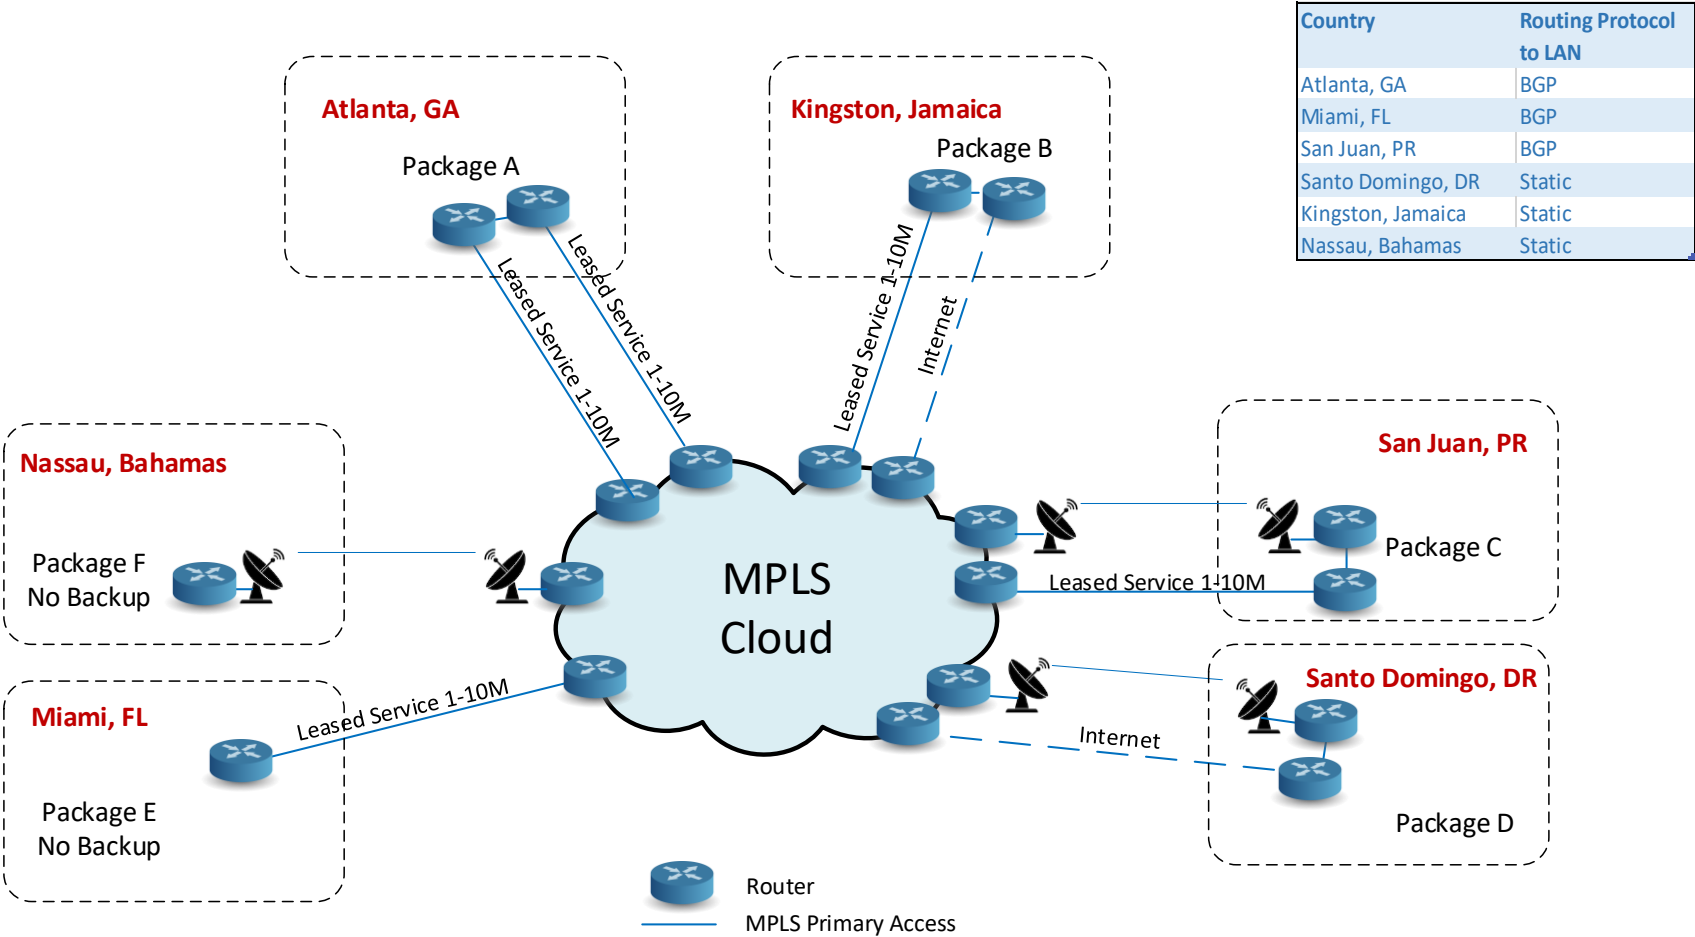 Country Routing Protocol
to LAN
Atlanta, GA BGP
Miami, FL BGP
San Juan, PR BGP
Santo Domingo, DR Static
Kingston, Jamaica Static
Nassau, Bahamas Static
Atlanta, GA
Package A
Leased Service 1-10M
Leased Service 1-10M
Kingston, Jamaica
Package B
Leased Service 1-10M
Internet
Nassau, Bahamas
Package F
No Backup
San Juan, PR
Package C
Leased Service 1-10M
MPLS
Cloud
Miami, FL
Leased Service 1-10M
Package E
No Backup
Santo Domingo, DR
Internet
Package D
Router
MPLS Primary Access